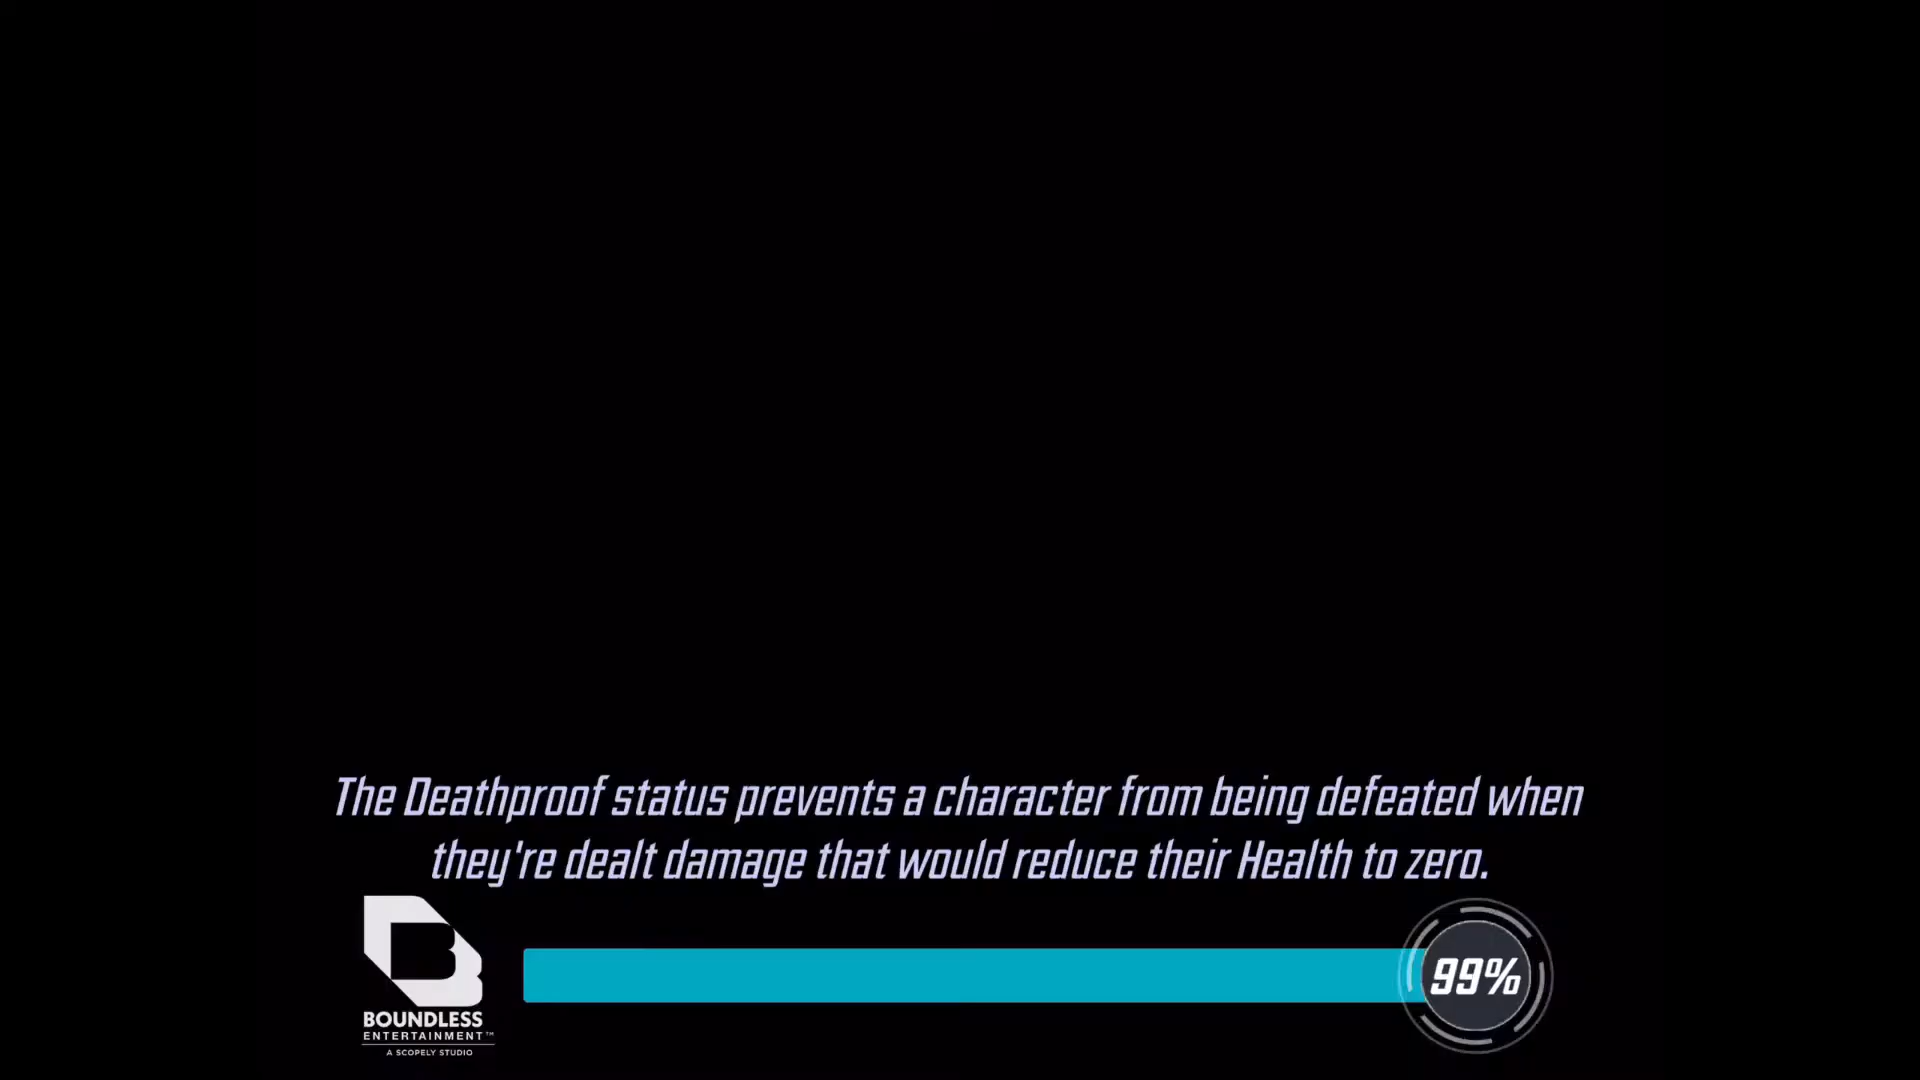 The Deathproof status prevents a character from being defeated when
they're dealt damage that would reduce their Health to zero.
99%
BOUNDLESS
ENTERTAINMENT™
A SCOPELY STUDIO